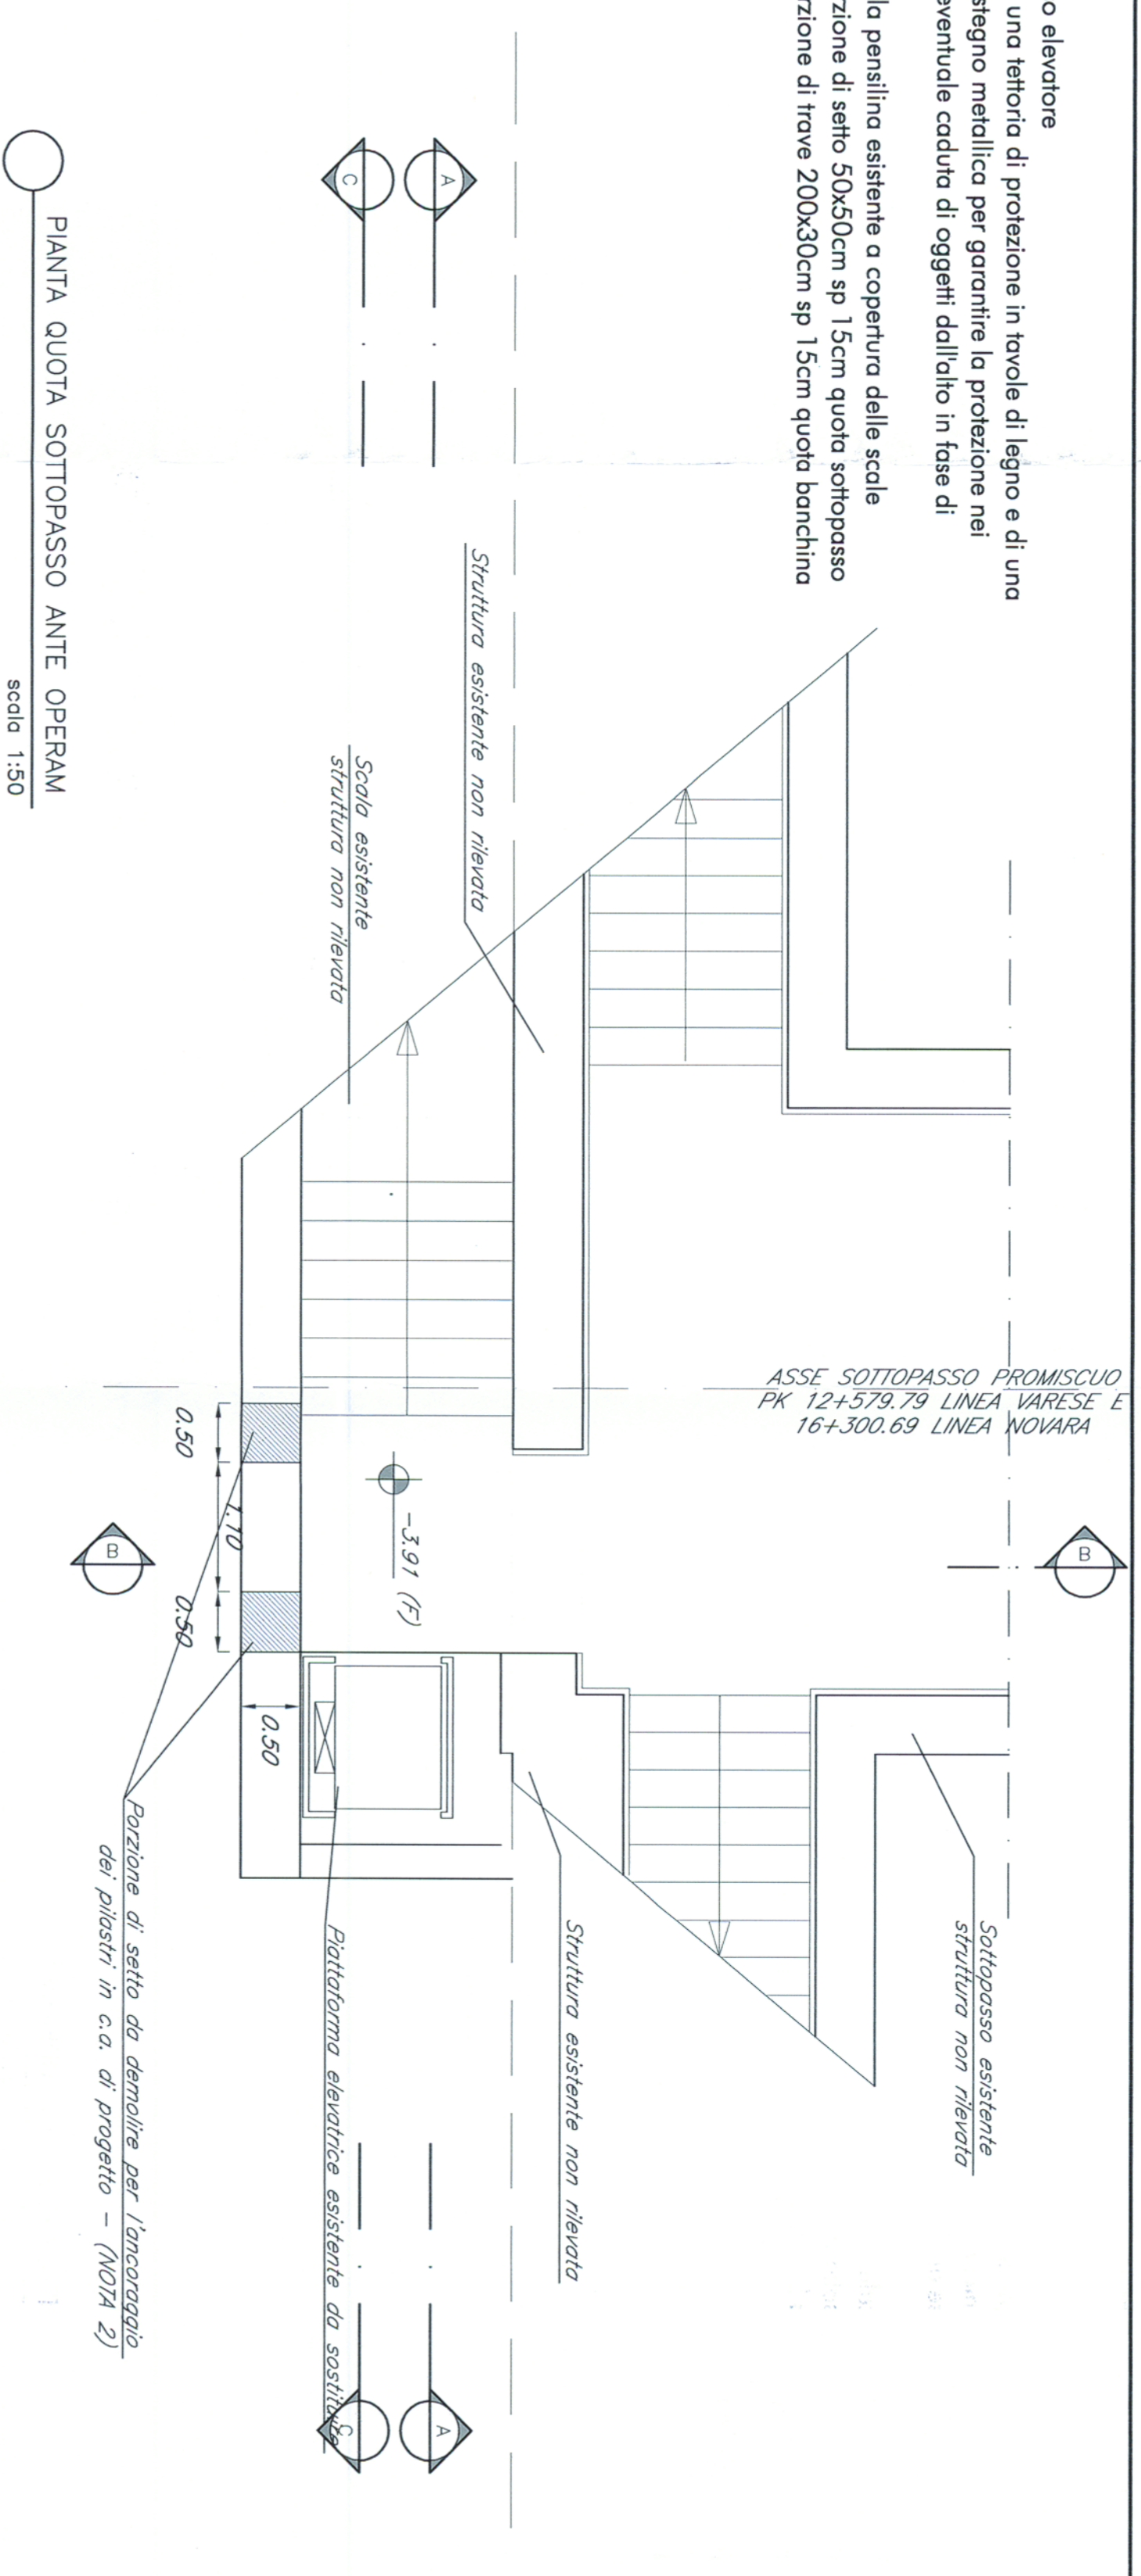 o elevatore
una tettoria di protezione in tavole di legno e di una
stegno metallica per garantire la protezione nei
eventuale caduta di oggetti dall'alto in fase di
la pensilina esistente a copertura delle scale
rzione di setto 50x50cm sp 15cm quota sottopasso
rzione di trave 200x30cm sp 15cm quota banchina
A
C
Struttura esistente non rilevata
Scala esistente
struttura non rilevata
ASSE SOTTOPASSO PROMISCUO
PK 12+579.79 LINEA VARESE E
16+300.69 LINEA NOVARA
B
-3.91 (F)
0.50
1.10
0.50
B
0.50
Sottopasso esistente
struttura non rilevata
Struttura esistente non rilevata
Piattaforma elevatrice esistente da sostituire
Porzione di setto da demolire per l'ancoraggio
dei pilastri in c.a. di progetto - (NOTA 2)
A
C
PIANTA QUOTA SOTTOPASSO ANTE OPERAM
scala 1:50